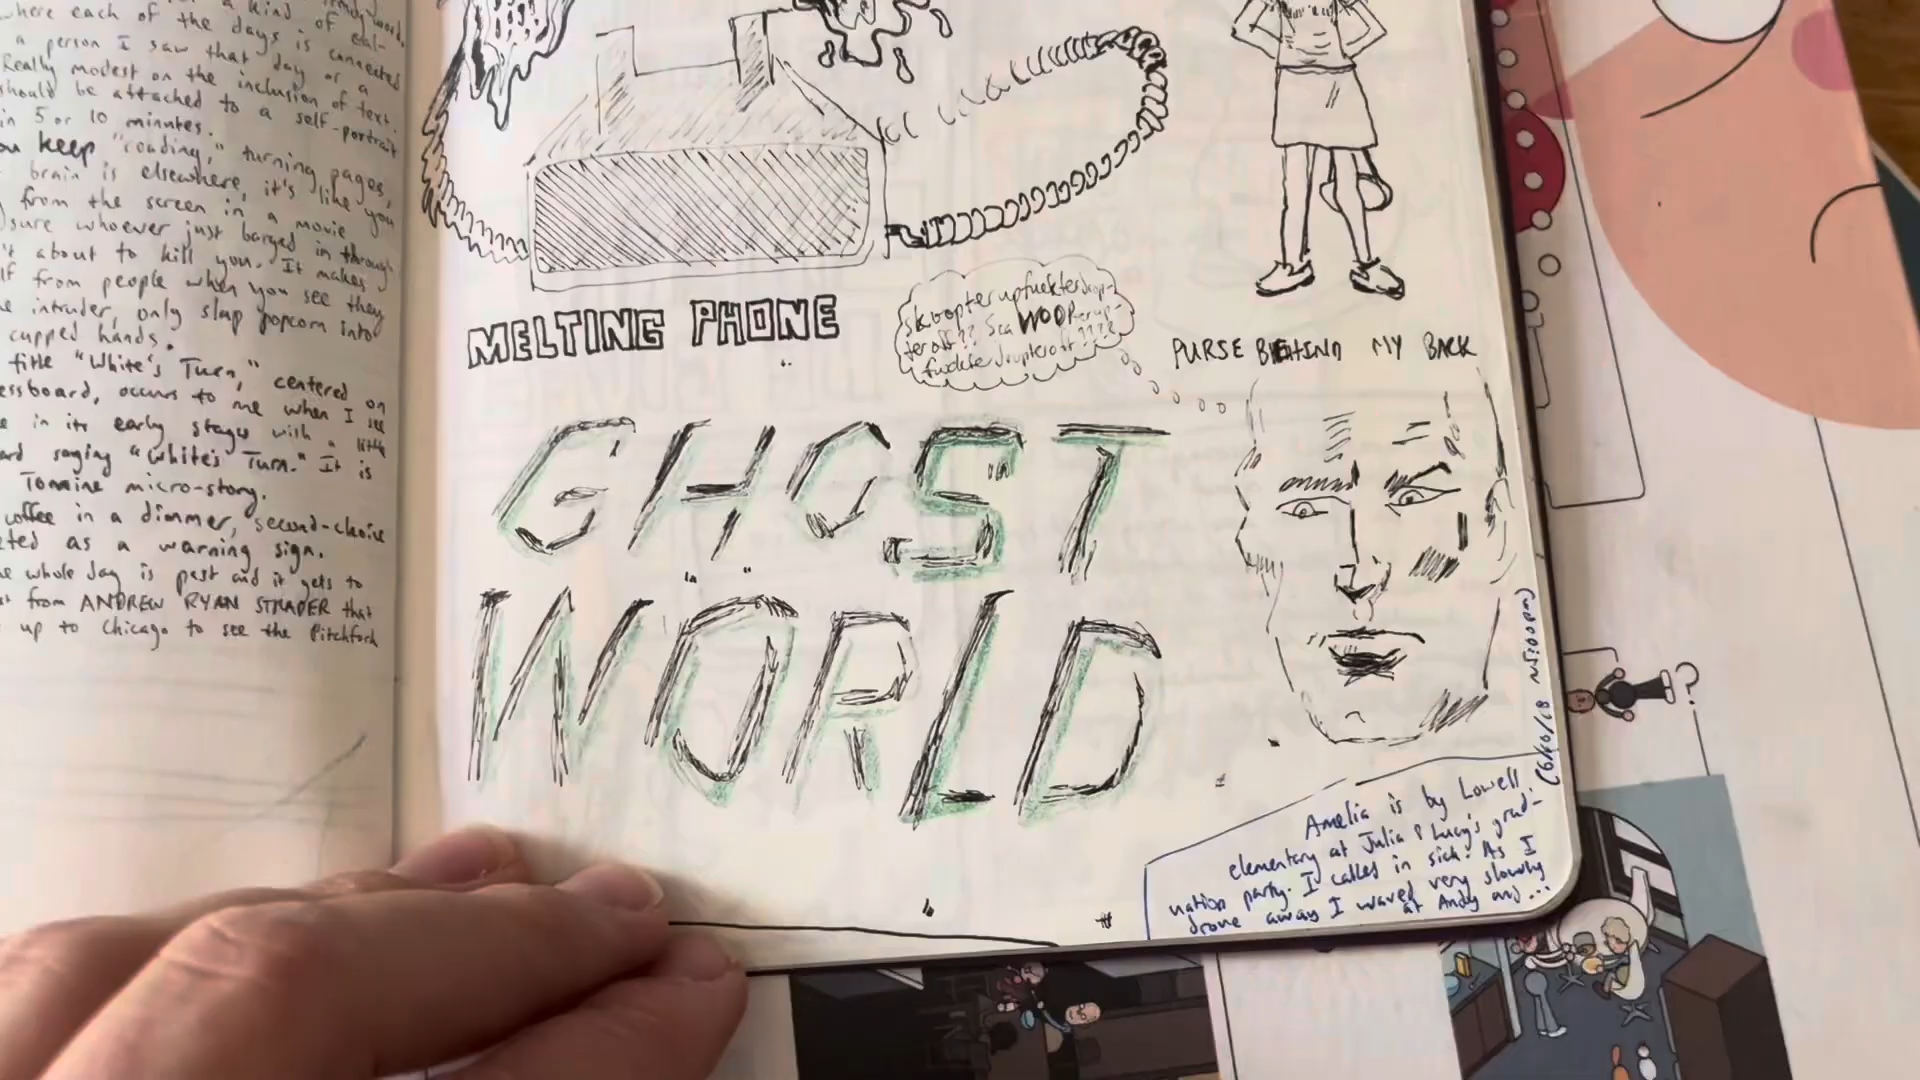 where each of the days is connected
a person I saw that day or a
Really modest on the inclusion of text.
should be attached to a self-portrait
in 5 or 10 minutes.
you keep "reading," turning pages,
brain is elsewhere, it's like you
from the screen in a movie
sure whoever just barged in through
't about to kill you. It makes
from people when you see they
intruder, only slap popcorn into
cupped hands.
title "White's Turn," centered on
essboard, occurs to me when I see
in its early stages with a little
saying "White's Turn." It is
Tomine micro-story.
coffee in a dimmer, second-choice
as a warning sign.
whole day is past and it gets to
from ANDREW RYAN STRADER that
up to Chicago to see the Pitchfork
MELTING PHONE
PURSE BEHIND MY BACK
GHOST
WORLD
Amelia is by Lowell
elementary at Julia & Lucy's grad-
uation party. I called in sick. As I
drove away I waved very slowly
at Andy and...